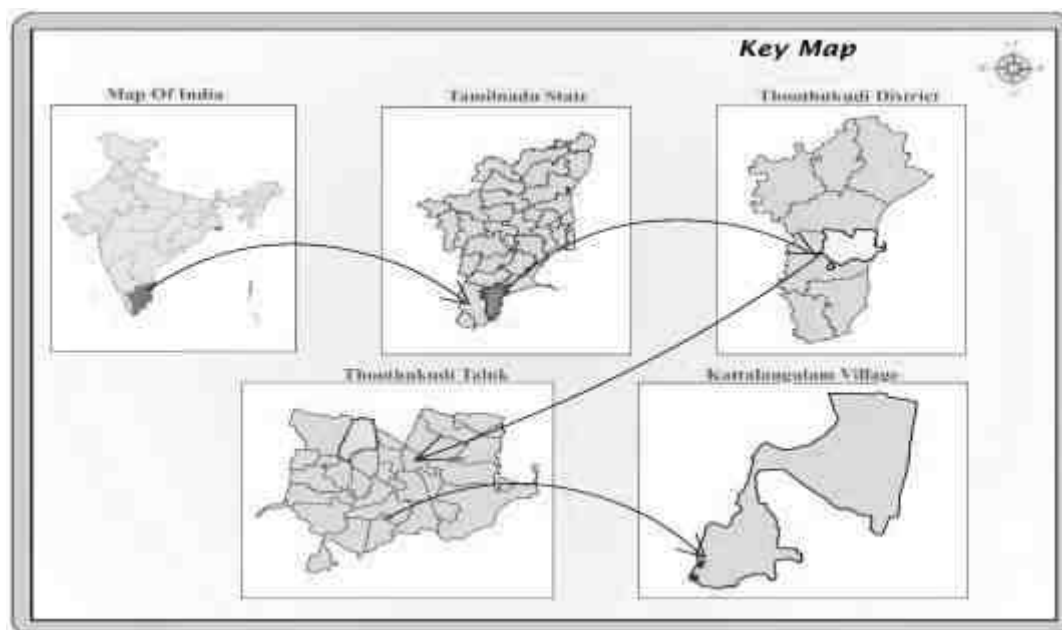 Key Map
Map Of India
Tamilnadu State
Thoothukudi District
Thoothukudi Taluk
Kattalangulam Village